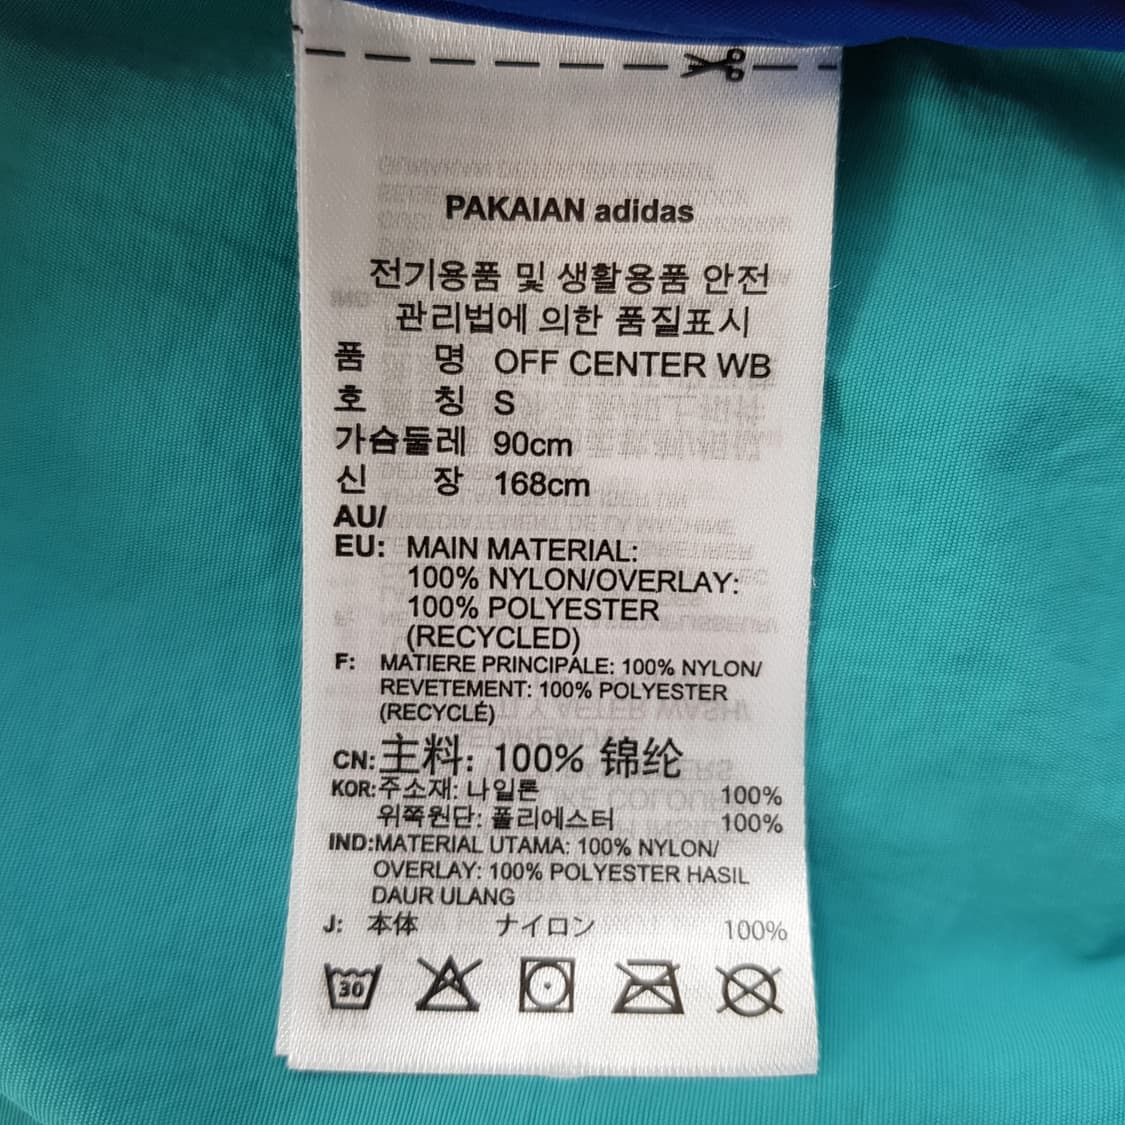 PAKAIAN adidas
전기용품 및 생활용품 안전
관리법에 의한 품질표시
품 명 OFF CENTER WB
호 칭 S
가슴둘레 90cm
신 장 168cm
AU/
EU: MAIN MATERIAL:
100% NYLON/OVERLAY:
100% POLYESTER
(RECYCLED)
F: MATIERE PRINCIPALE: 100% NYLON/
REVETEMENT: 100% POLYESTER
(RECYCLÉ)
CN: 主料: 100% 锦纶
KOR: 주소재: 나일론 100%
위쪽원단: 폴리에스터 100%
IND: MATERIAL UTAMA: 100% NYLON/
OVERLAY: 100% POLYESTER HASIL
DAUR ULANG
J: 本体 ナイロン 100%
30